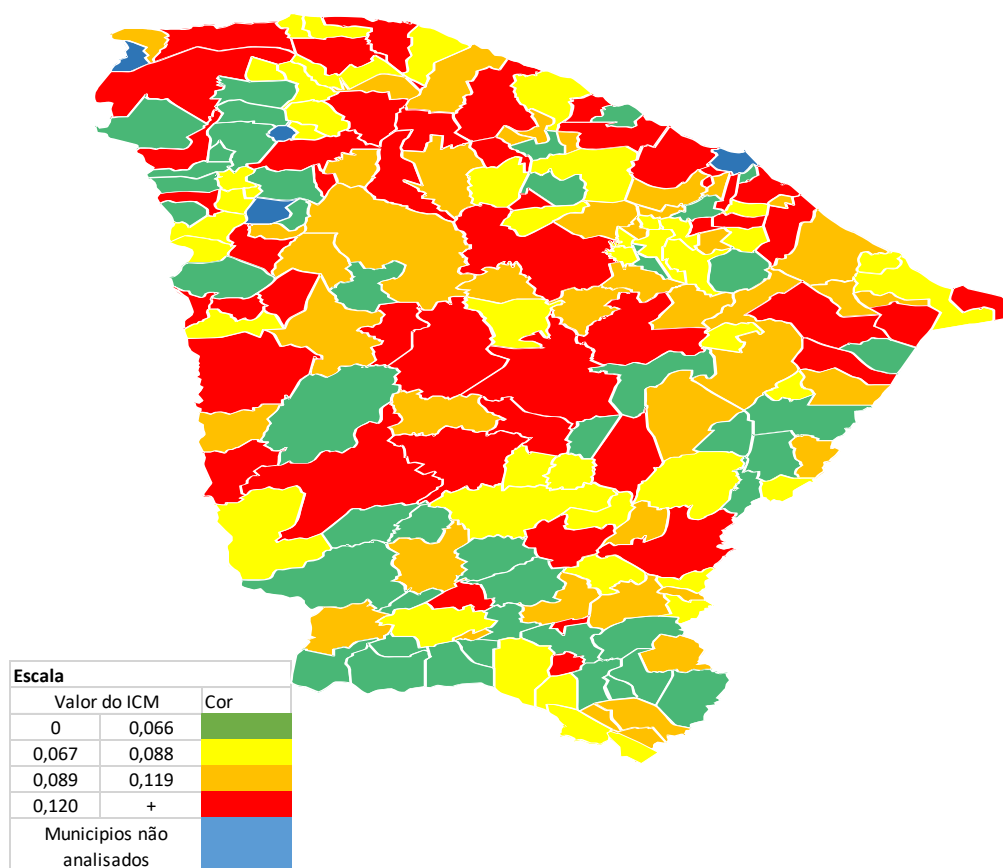 Escala
Valor do ICM Cor
0 0,066
0,067 0,088
0,089 0,119
0,120 +
Municipios não
analisados